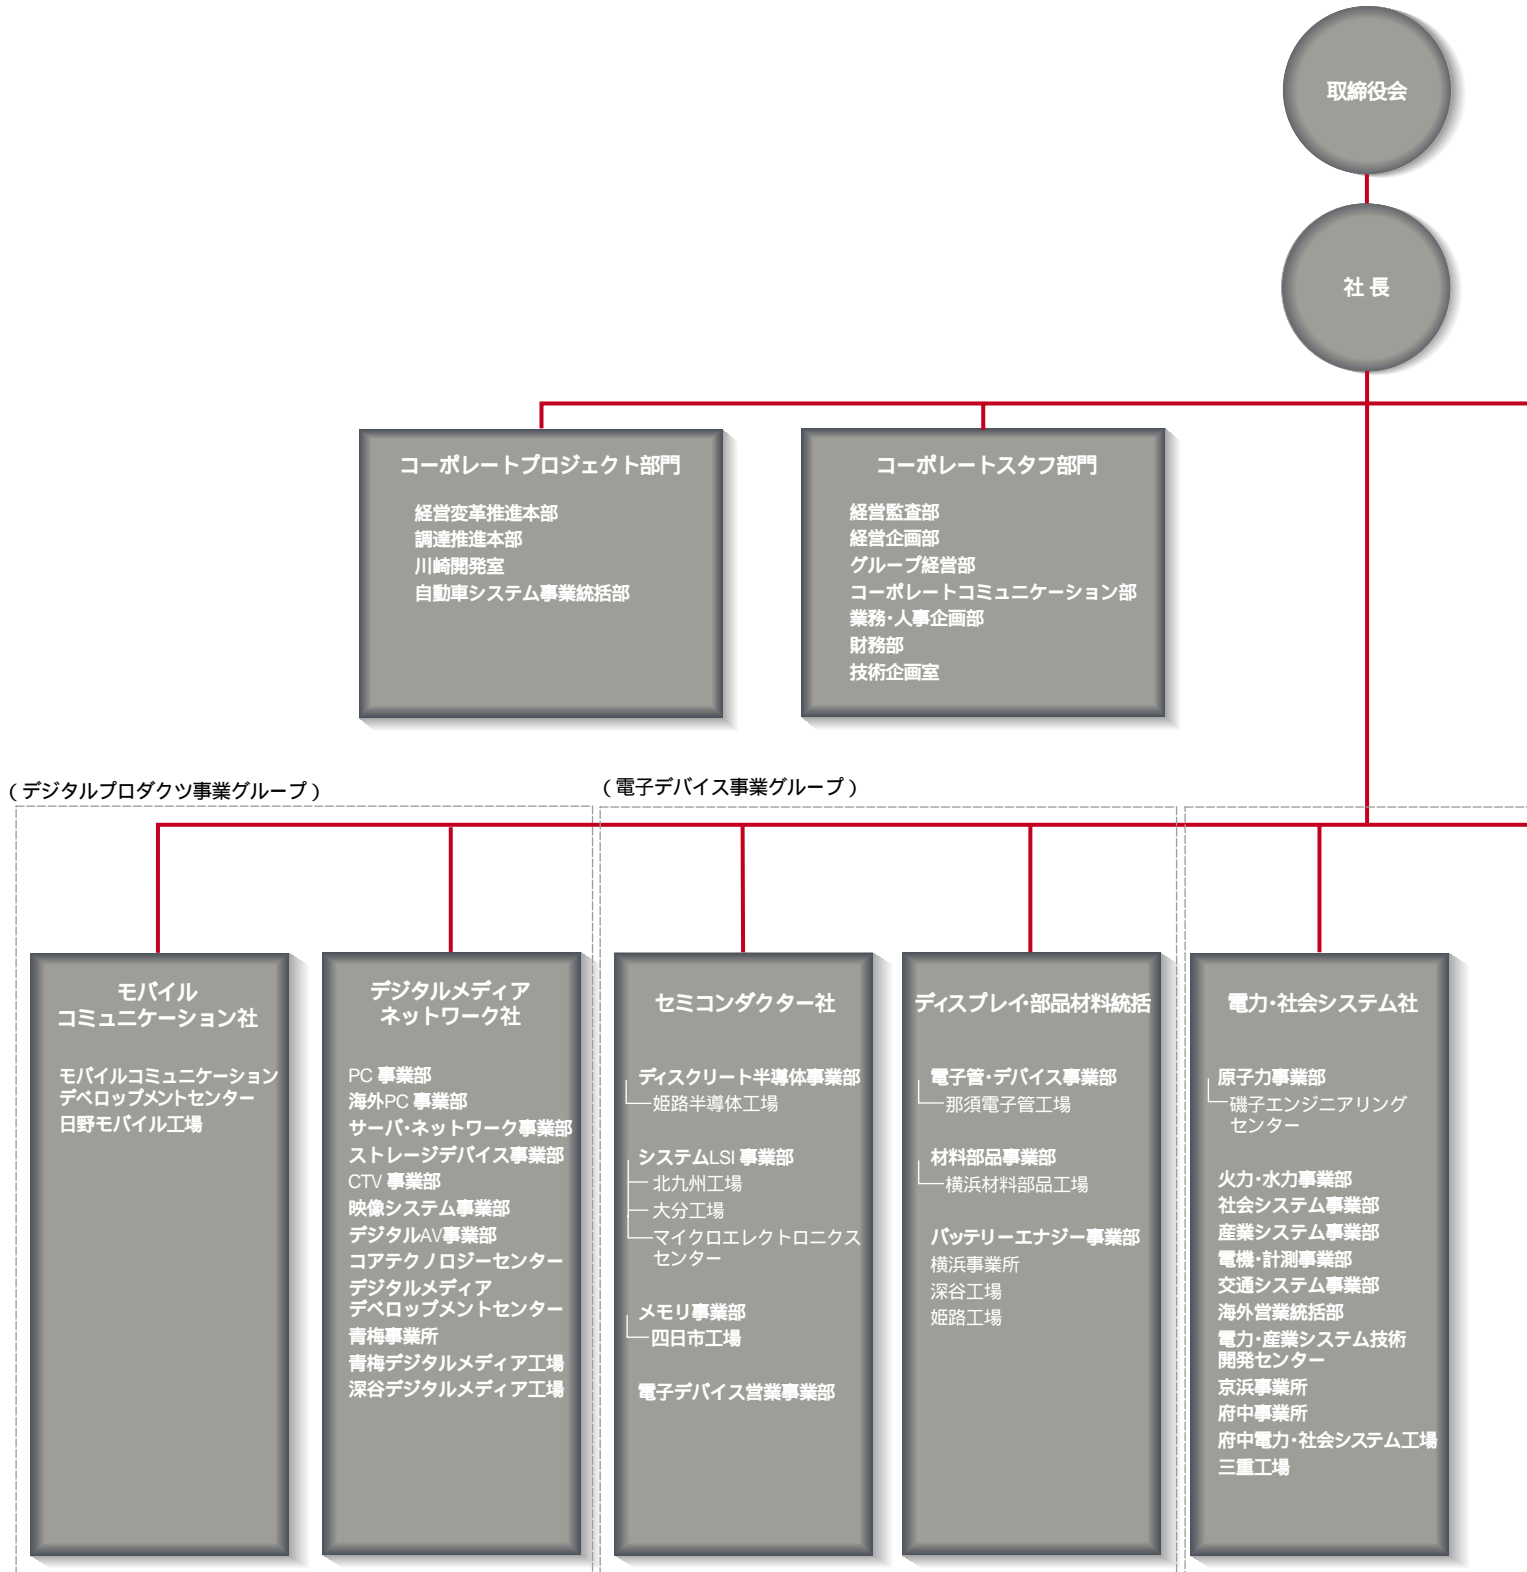 取締役会
社 長
コーポレートプロジェクト部門
経営変革推進本部
調達推進本部
川崎開発室
自動車システム事業統括部
コーポレートスタフ部門
経営監査部
経営企画部
グループ経営部
コーポレートコミュニケーション部
業務・人事企画部
財務部
技術企画室
（デジタルプロダクツ事業グループ）
（電子デバイス事業グループ）
モバイル
コミュニケーション社
モバイルコミュニケーション
デベロップメントセンター
日野モバイル工場
デジタルメディア
ネットワーク社
PC 事業部
海外PC 事業部
サーバ・ネットワーク事業部
ストレージデバイス事業部
CTV 事業部
映像システム事業部
デジタルAV事業部
コアテクノロジーセンター
デジタルメディア
デベロップメントセンター
青梅事業所
青梅デジタルメディア工場
深谷デジタルメディア工場
セミコンダクター社
ディスクリート半導体事業部
姫路半導体工場
システムLSI 事業部
北九州工場
大分工場
マイクロエレクトロニクス
センター
メモリ事業部
四日市工場
電子デバイス営業事業部
ディスプレイ・部品材料統括
電子管・デバイス事業部
那須電子管工場
材料部品事業部
横浜材料部品工場
バッテリーエナジー事業部
横浜事業所
深谷工場
姫路工場
電力・社会システム社
原子力事業部
磯子エンジニアリング
センター
火力・水力事業部
社会システム事業部
産業システム事業部
電機・計測事業部
交通システム事業部
海外営業統括部
電力・産業システム技術
開発センター
京浜事業所
府中事業所
府中電力・社会システム工場
三重工場